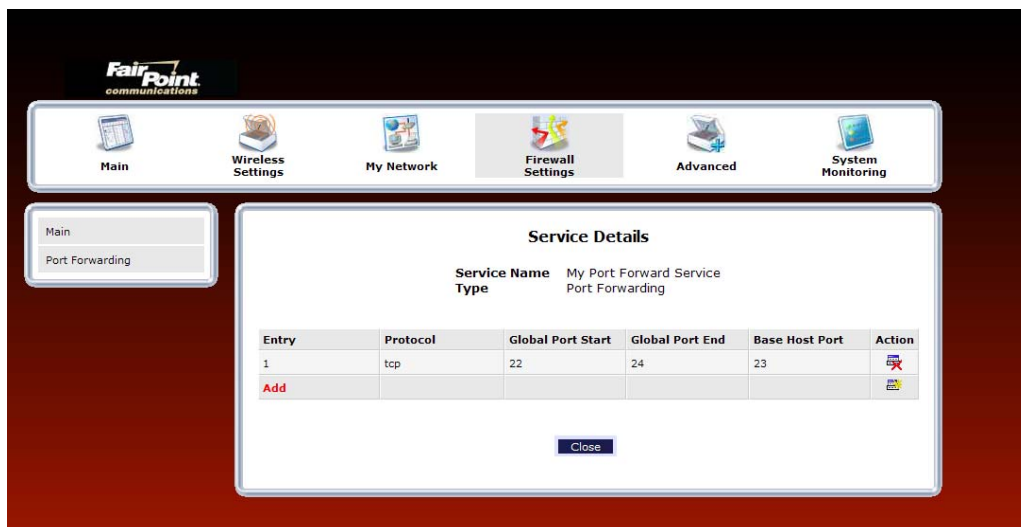 FairPoint.
communications
Main
Wireless Settings
My Network
Firewall Settings
Advanced
System Monitoring
Main
Port Forwarding
Service Details
Service Name My Port Forward Service
Type Port Forwarding
Entry Protocol Global Port Start Global Port End Base Host Port Action
1 tcp 22 24 23
Add
Close